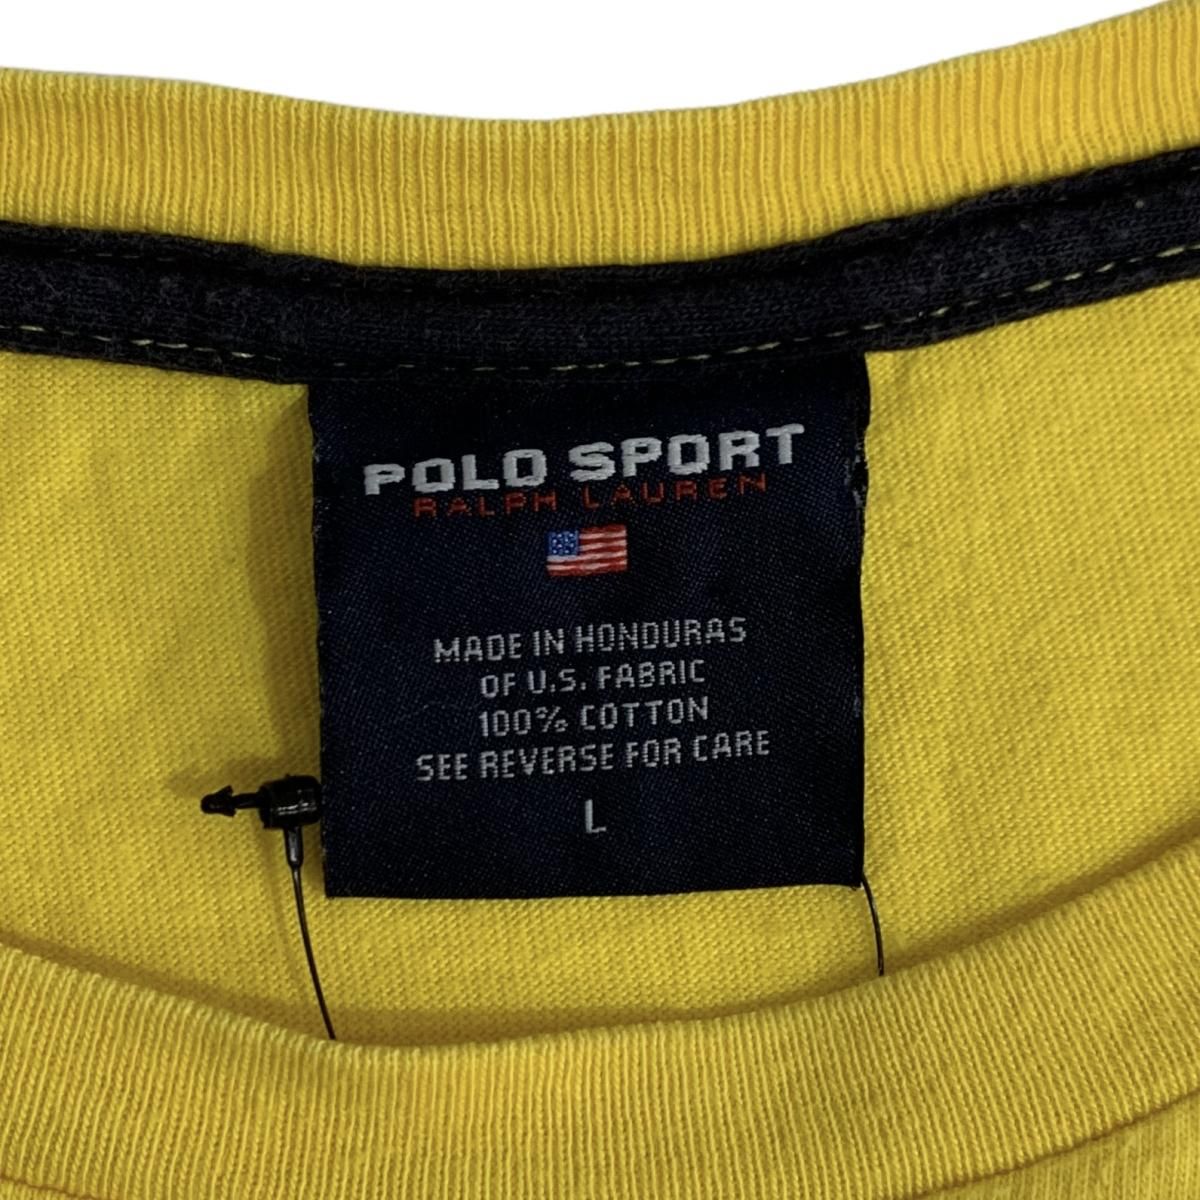 POLO SPORT
RALPH LAUREN
MADE IN HONDURAS
OF U.S. FABRIC
100% COTTON
SEE REVERSE FOR CARE
L